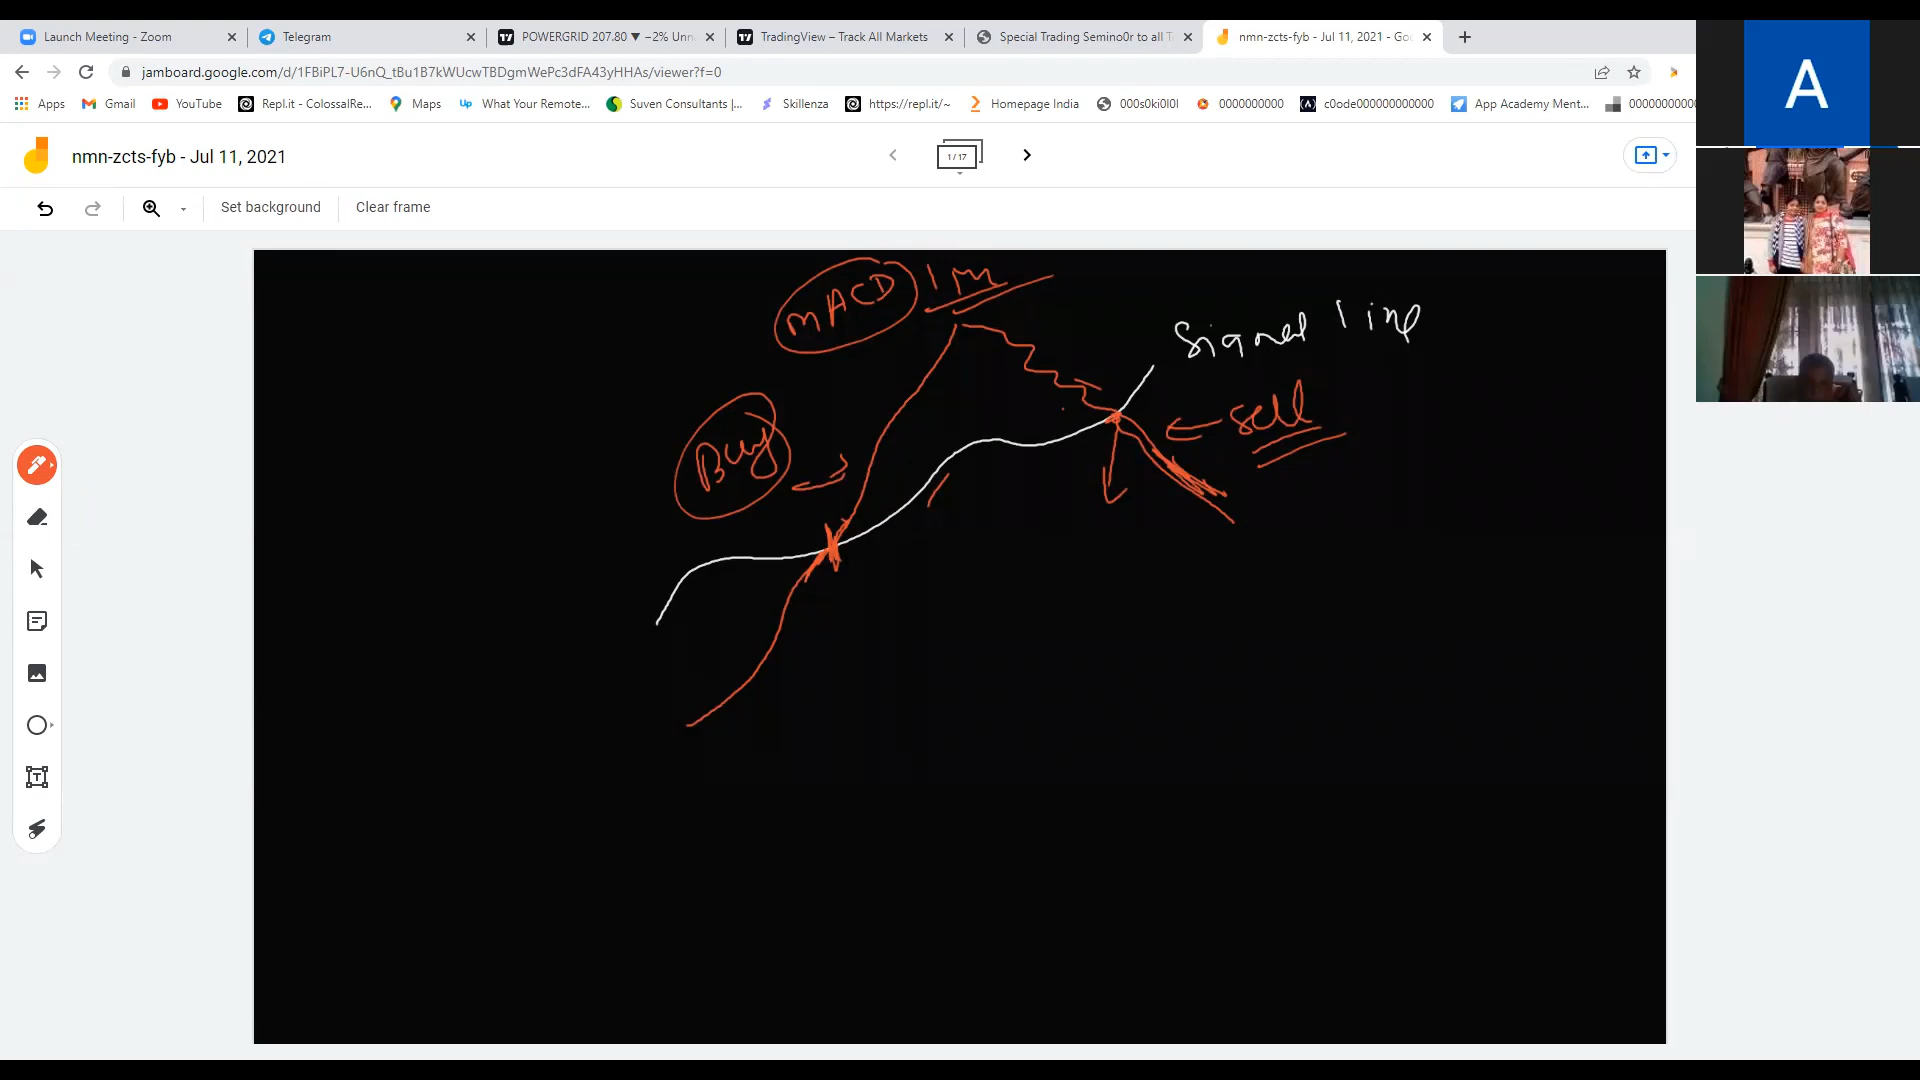 Launch Meeting - Zoom
Telegram
POWERGRID 207.80 ▼ −2% Unn
TradingView – Track All Markets
Special Trading Semino0r to all T
nmn-zcts-fyb - Jul 11, 2021 - Goo
jamboard.google.com/d/1FBiPL7-U6nQ_tBu1B7kWUcwTBDgmWePc3dFA43yHHAs/viewer?f=0
Apps
Gmail
YouTube
Repl.it - ColossalRe...
Maps
Up What Your Remote...
Suven Consultants |...
Skillenza
https://repl.it/~
Homepage India
000s0ki0l0l
0000000000
(A) c0ode000000000000
App Academy Ment...
00000000000
nmn-zcts-fyb - Jul 11, 2021
1 / 17
Set background
Clear frame
A
MACD
Signal line
Buy
sell